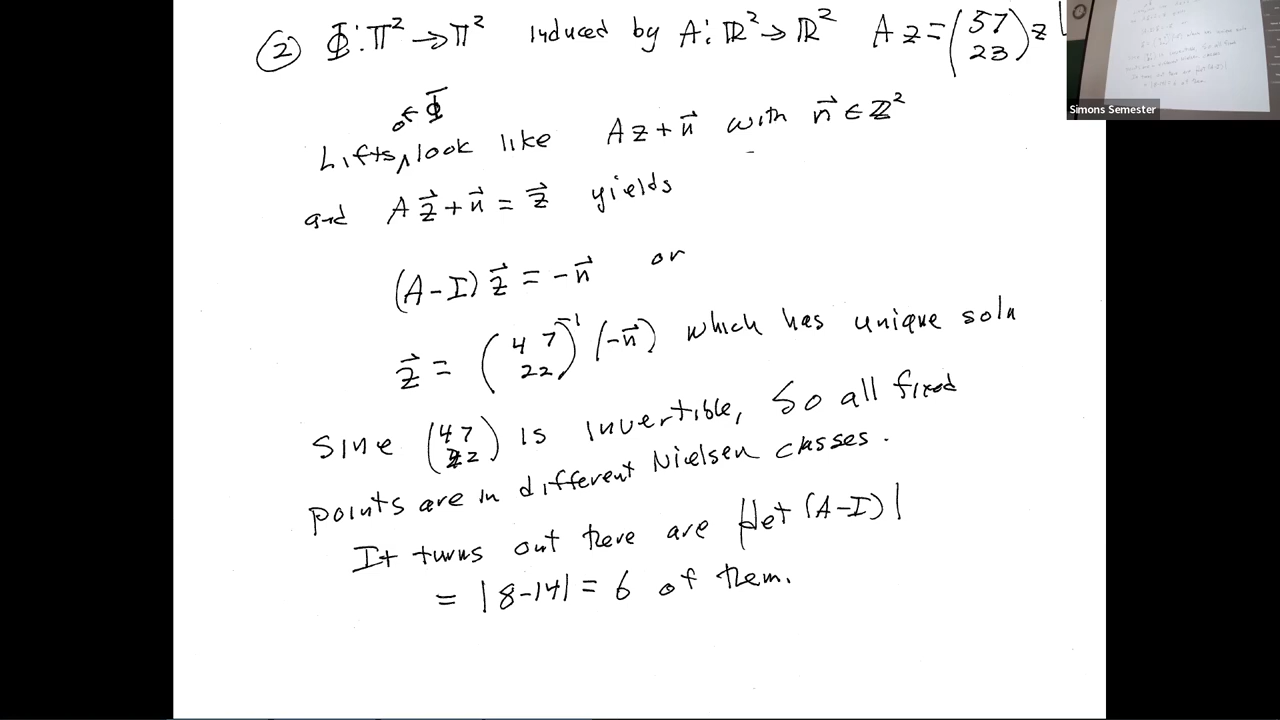 ② Φ: 𝕋² → 𝕋² induced by A: ℝ² → ℝ² Az = (5 7 / 2 3) z
of Φ
Lifts look like Az + n⃗ with n⃗ ∈ ℤ²
and A z⃗ + n⃗ = z⃗ yields
(A - I) z⃗ = -n⃗ or
z⃗ = (4 7 / 2 2)⁻¹ (-n⃗) which has unique soln
Sine (4 7 / 2 2) is invertible, So all fixed
points are in different Nielsen classes.
It turns out there are |det (A-I)|
= |8-14| = 6 of them.
Simons Semester